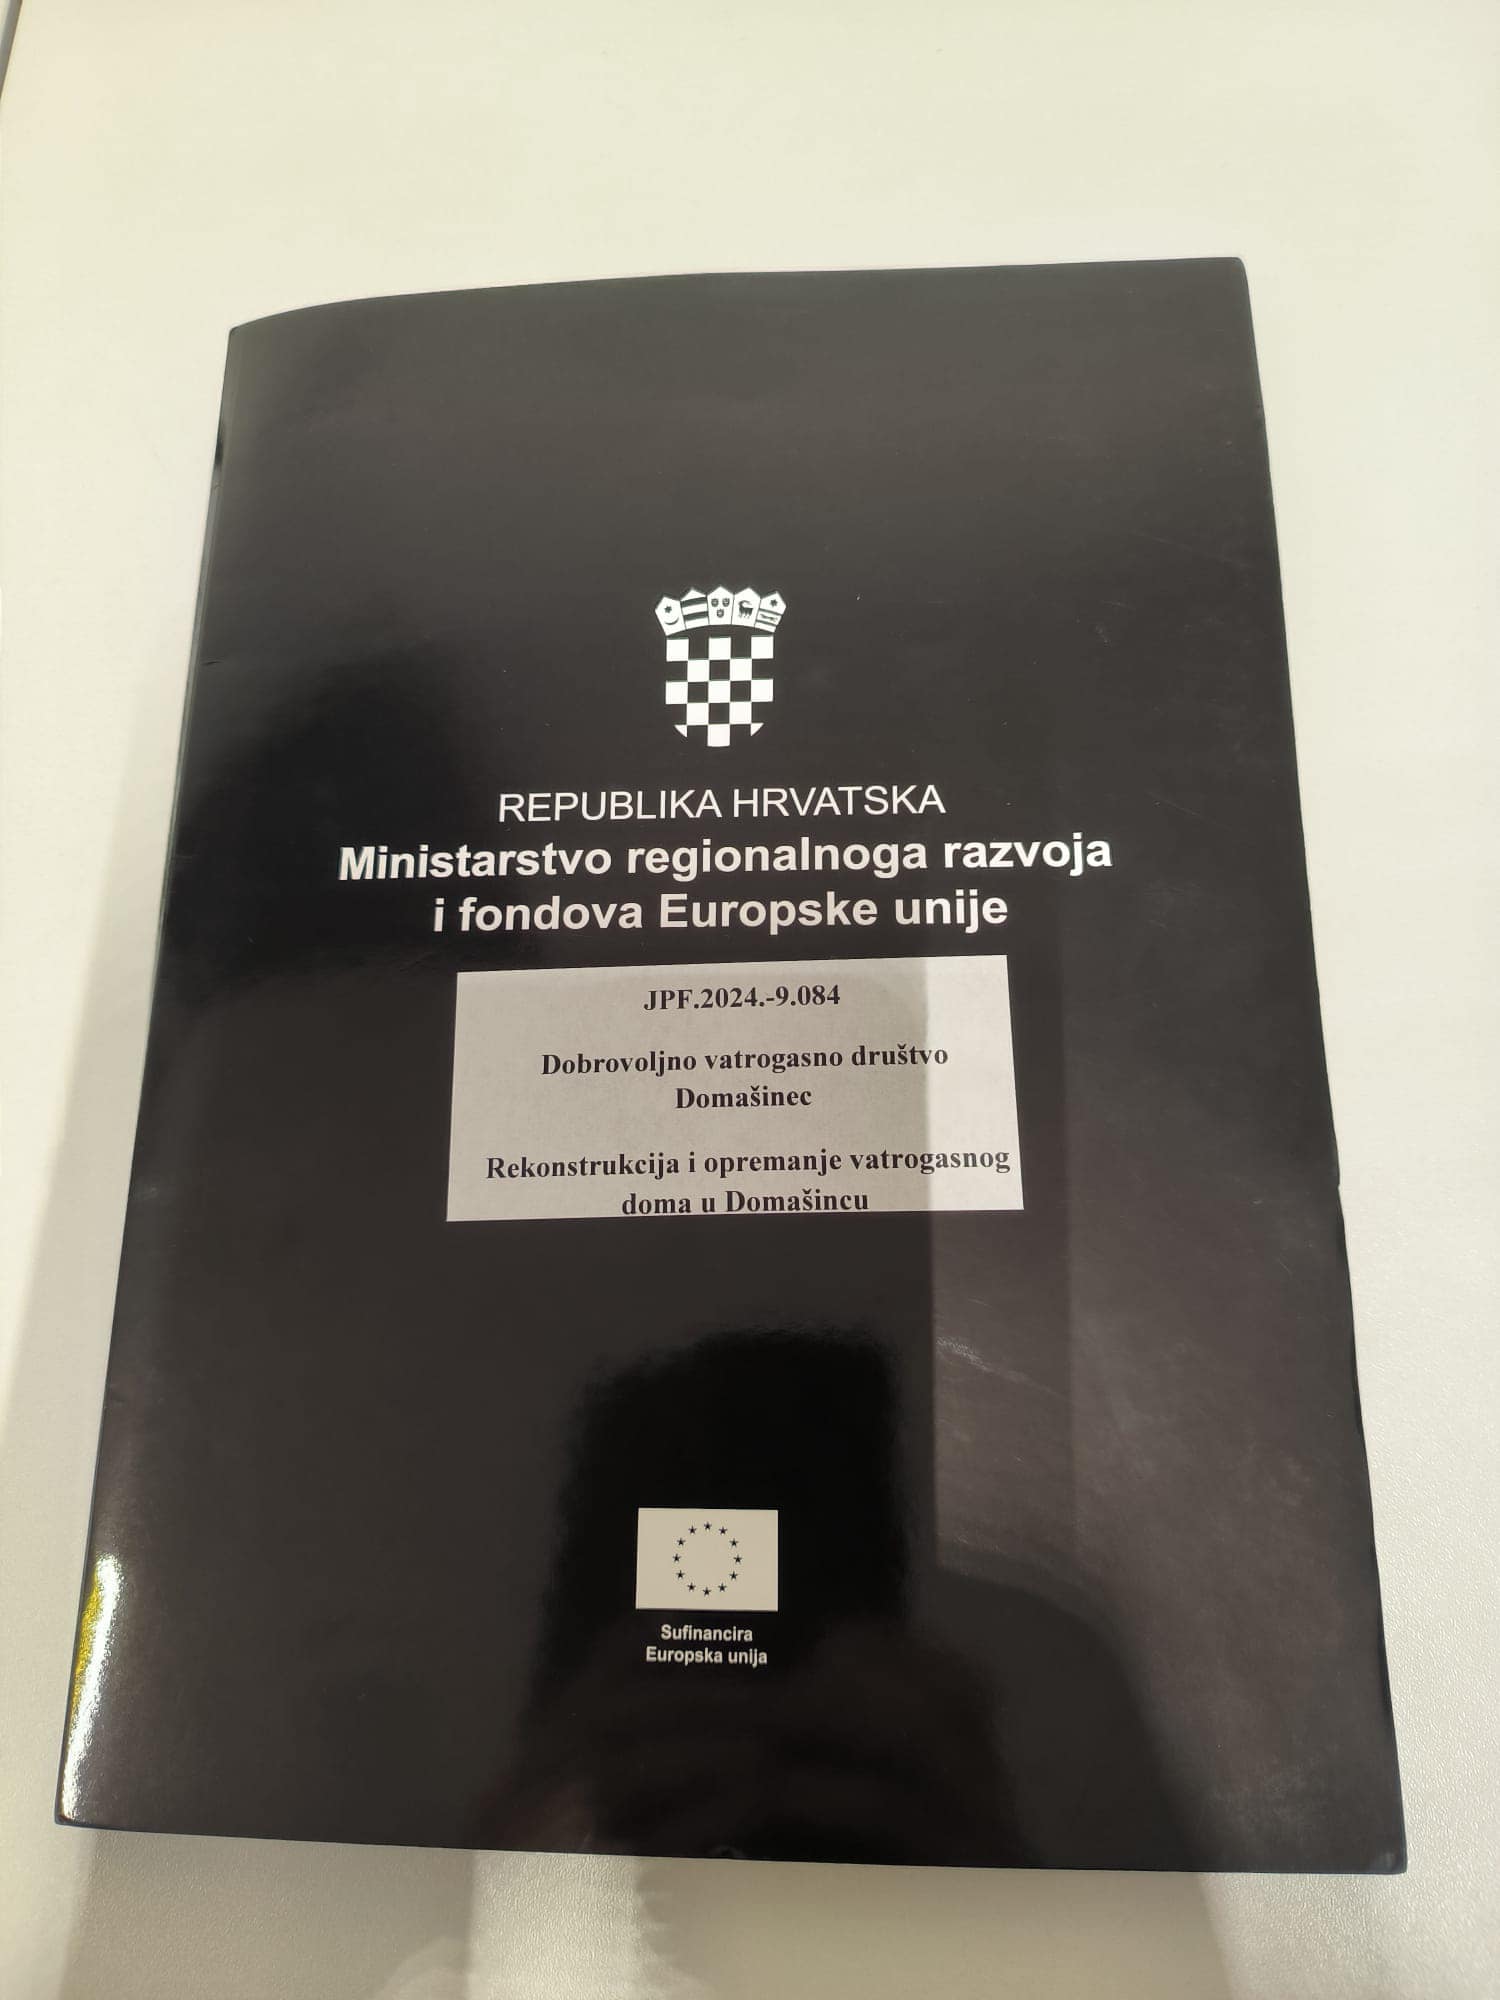 REPUBLIKA HRVATSKA
Ministarstvo regionalnoga razvoja
i fondova Europske unije
JPF.2024.-9.084
Dobrovoljno vatrogasno društvo
Domašinec
Rekonstrukcija i opremanje vatrogasnog
doma u Domašincu
Sufinancira
Europska unija